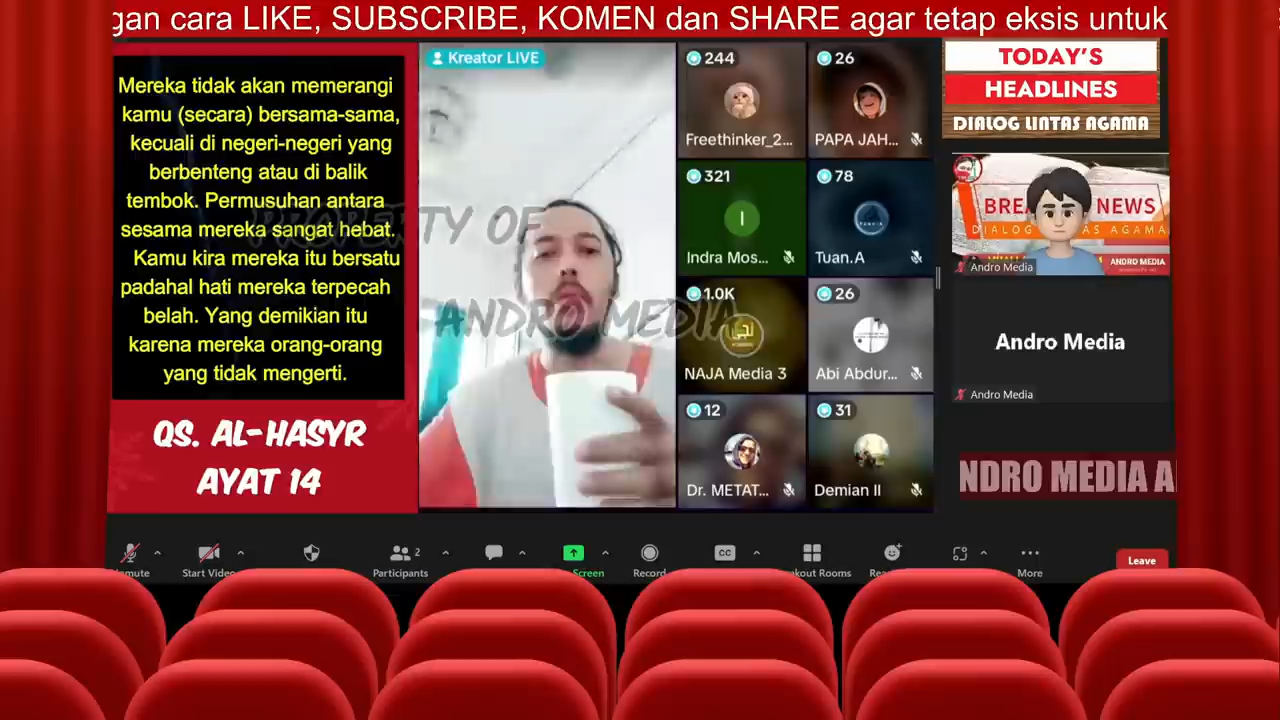 gan cara LIKE, SUBSCRIBE, KOMEN dan SHARE agar tetap eksis untuk
Mereka tidak akan memerangi
kamu (secara) bersama-sama,
kecuali di negeri-negeri yang
berbenteng atau di balik
tembok. Permusuhan antara
sesama mereka sangat hebat.
Kamu kira mereka itu bersatu
padahal hati mereka terpecah
belah. Yang demikian itu
karena mereka orang-orang
yang tidak mengerti.
QS. AL-HASYR
AYAT 14
Kreator LIVE
PROPERTY OF
ANDRO MEDIA
244
Freethinker_2...
26
PAPA JAH...
321
I
Indra Mos...
78
Tuan.A
1.0K
NAJA Media 3
26
Abi Abdur...
12
Dr. METAT...
31
Demian II
TODAY'S
HEADLINES
DIALOG LINTAS AGAMA
BREA NEWS
DIALOG AS AGAMA
ANDRO MEDIA
Andro Media
Andro Media
Andro Media
NDRO MEDIA A
mute
Start Video
Participants
2
Screen
Record
CC
akout Rooms
Rea
More
Leave